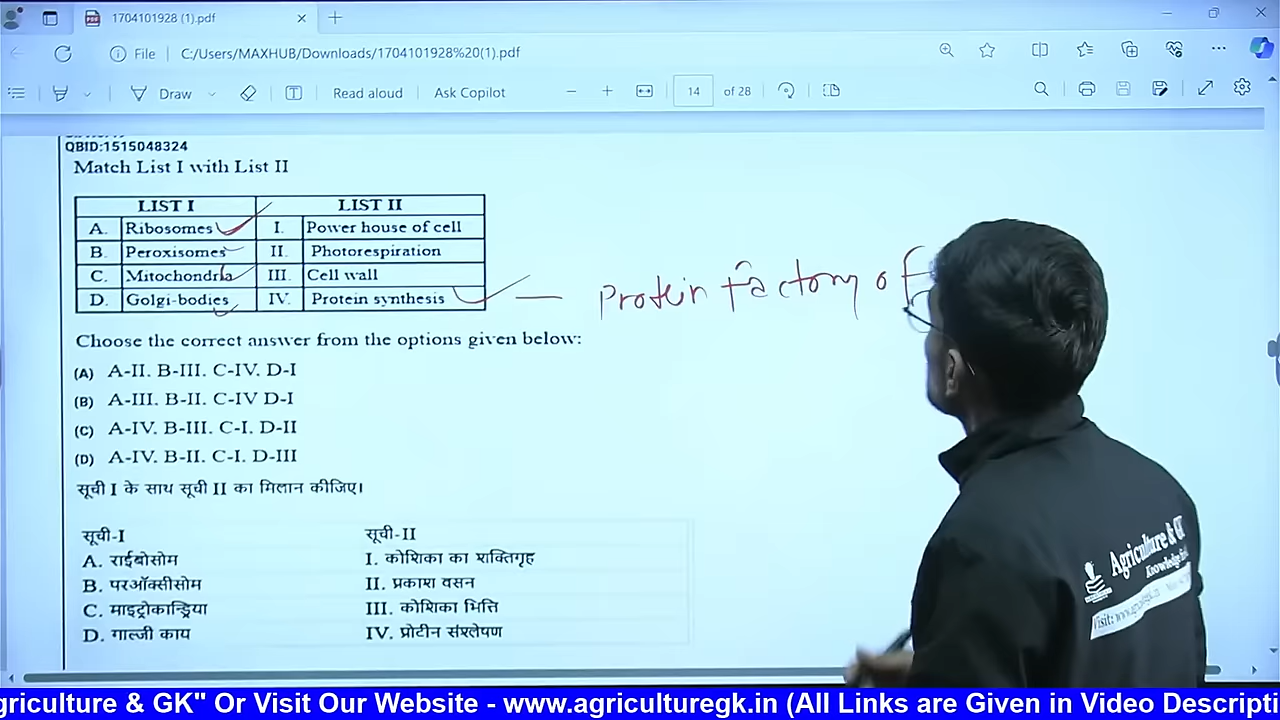 1704101928 (1).pdf
File C:/Users/MAXHUB/Downloads/1704101928%20(1).pdf
Draw Read aloud Ask Copilot 14 of 28
QBID:1515048324
Match List I with List II
LIST I LIST II
A. Ribosomes I. Power house of cell
B. Peroxisomes II. Photorespiration
C. Mitochondria III. Cell wall
D. Golgi-bodies IV. Protein synthesis
Protein factory of
Choose the correct answer from the options given below:
(A) A-II. B-III. C-IV. D-I
(B) A-III. B-II. C-IV D-I
(C) A-IV. B-III. C-I. D-II
(D) A-IV. B-II. C-I. D-III
सूची I के साथ सूची II का मिलान कीजिए।
सूची-I सूची-II
A. राईबोसोम I. कोशिका का शक्तिगृह
B. परऑक्सीसोम II. प्रकाश वसन
C. माइट्रोकान्ड्रिया III. कोशिका भित्ति
D. गाल्जी काय IV. प्रोटीन संश्लेषण
Agriculture & GK
Visit: www.
griculture & GK" Or Visit Our Website - www.agriculturegk.in (All Links are Given in Video Descripti